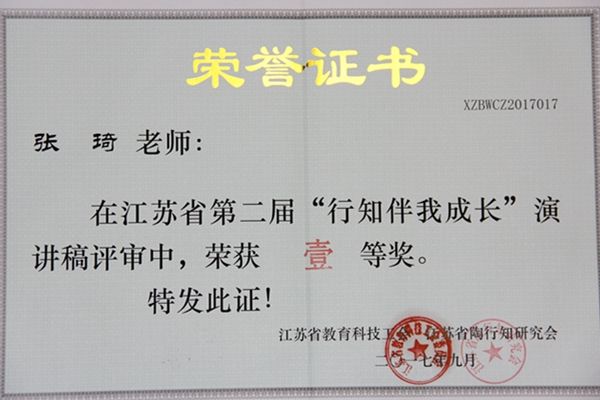 荣誉证书
XZBWCZ2017017
张 琦 老师:
在江苏省第二届“行知伴我成长”演
讲稿评审中,荣获 壹 等奖。
特发此证!
江苏省教育科技工 苏省陶行知研究会
二 一七年九月